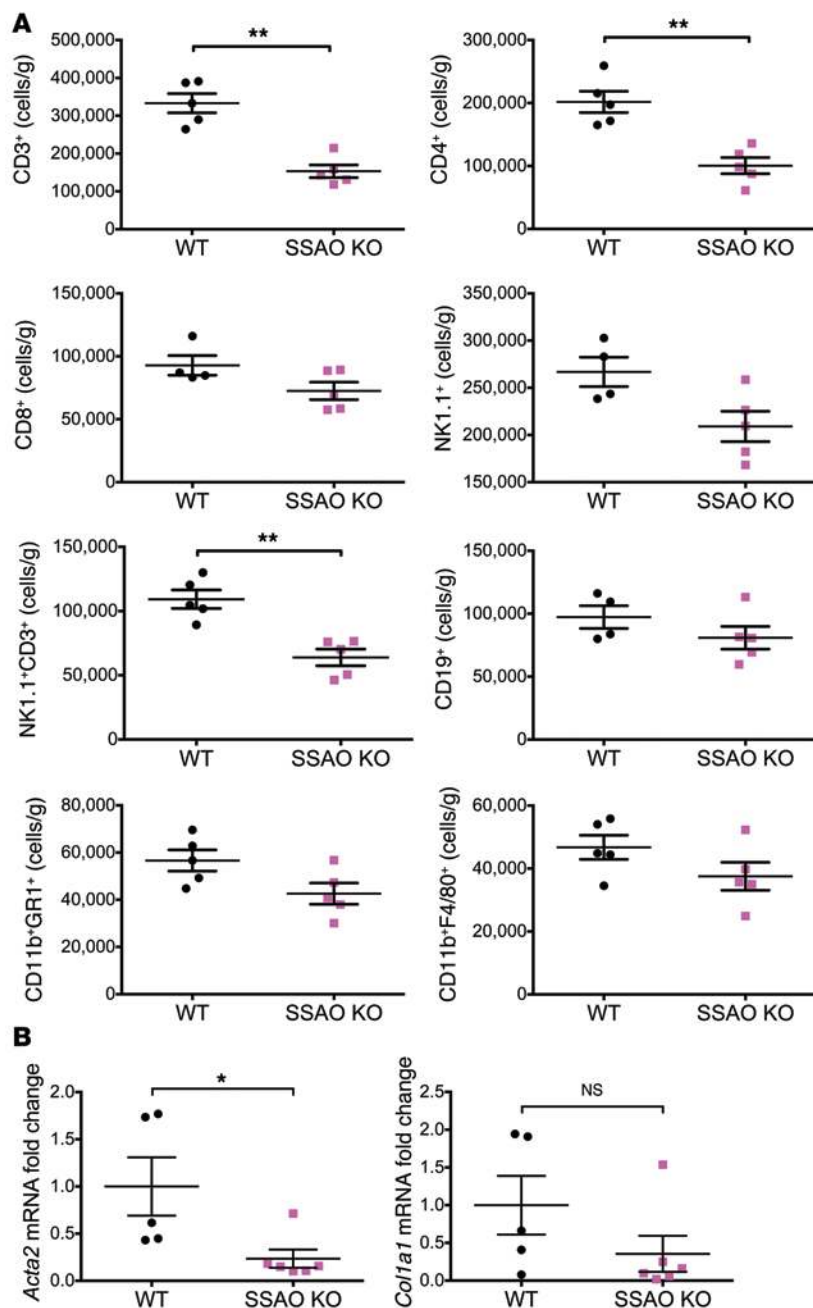 A
CD3⁺ (cells/g)
500,000
400,000
300,000
200,000
100,000
0
**
WT
SSAO KO
CD4⁺ (cells/g)
300,000
200,000
100,000
0
**
WT
SSAO KO
CD8⁺ (cells/g)
150,000
100,000
50,000
0
WT
SSAO KO
NK1.1⁺ (cells/g)
350,000
300,000
250,000
200,000
150,000
WT
SSAO KO
NK1.1⁺CD3⁺ (cells/g)
150,000
100,000
50,000
0
**
WT
SSAO KO
CD19⁺ (cells/g)
150,000
100,000
50,000
0
WT
SSAO KO
CD11b⁺GR1⁺ (cells/g)
80,000
60,000
40,000
20,000
0
WT
SSAO KO
CD11b⁺F4/80⁺ (cells/g)
60,000
40,000
20,000
0
WT
SSAO KO
B
Acta2 mRNA fold change
2.0
1.5
1.0
0.5
0.0
*
WT
SSAO KO
Col1a1 mRNA fold change
2.5
2.0
1.5
1.0
0.5
0.0
NS
WT
SSAO KO